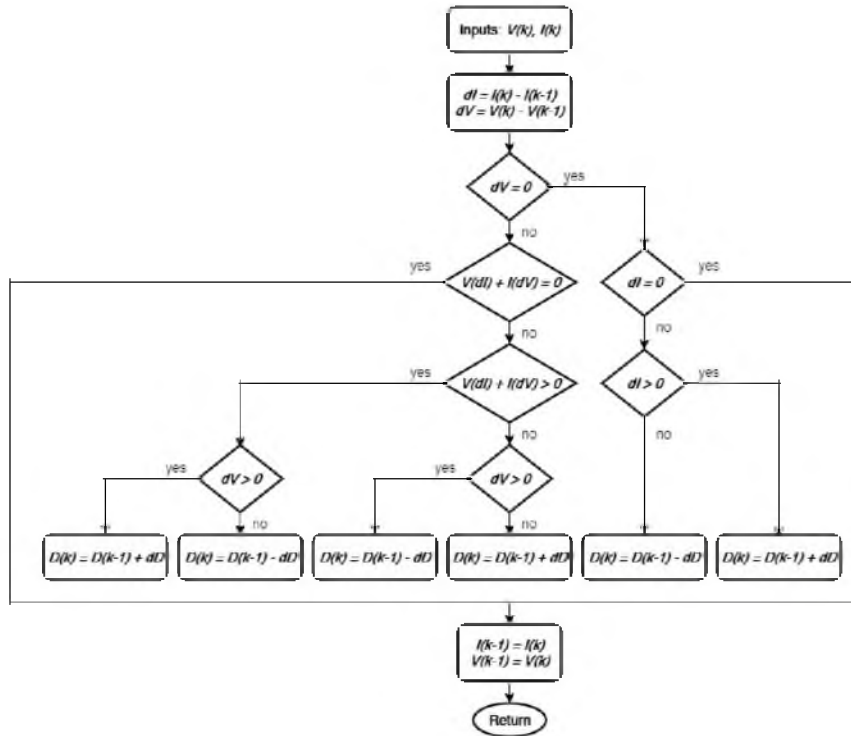 Inputs: V(k), I(k)
dI = I(k) - I(k-1)
dV = V(k) - V(k-1)
dV = 0
yes
no
yes
V(dI) + I(dV) = 0
dI = 0
yes
no
no
yes
V(dI) + I(dV) > 0
dI > 0
yes
no
no
yes
dV > 0
yes
dV > 0
no
no
D(k) = D(k-1) + dD
D(k) = D(k-1) - dD
D(k) = D(k-1) - dD
D(k) = D(k-1) + dD
D(k) = D(k-1) - dD
D(k) = D(k-1) + dD
I(k-1) = I(k)
V(k-1) = V(k)
Return